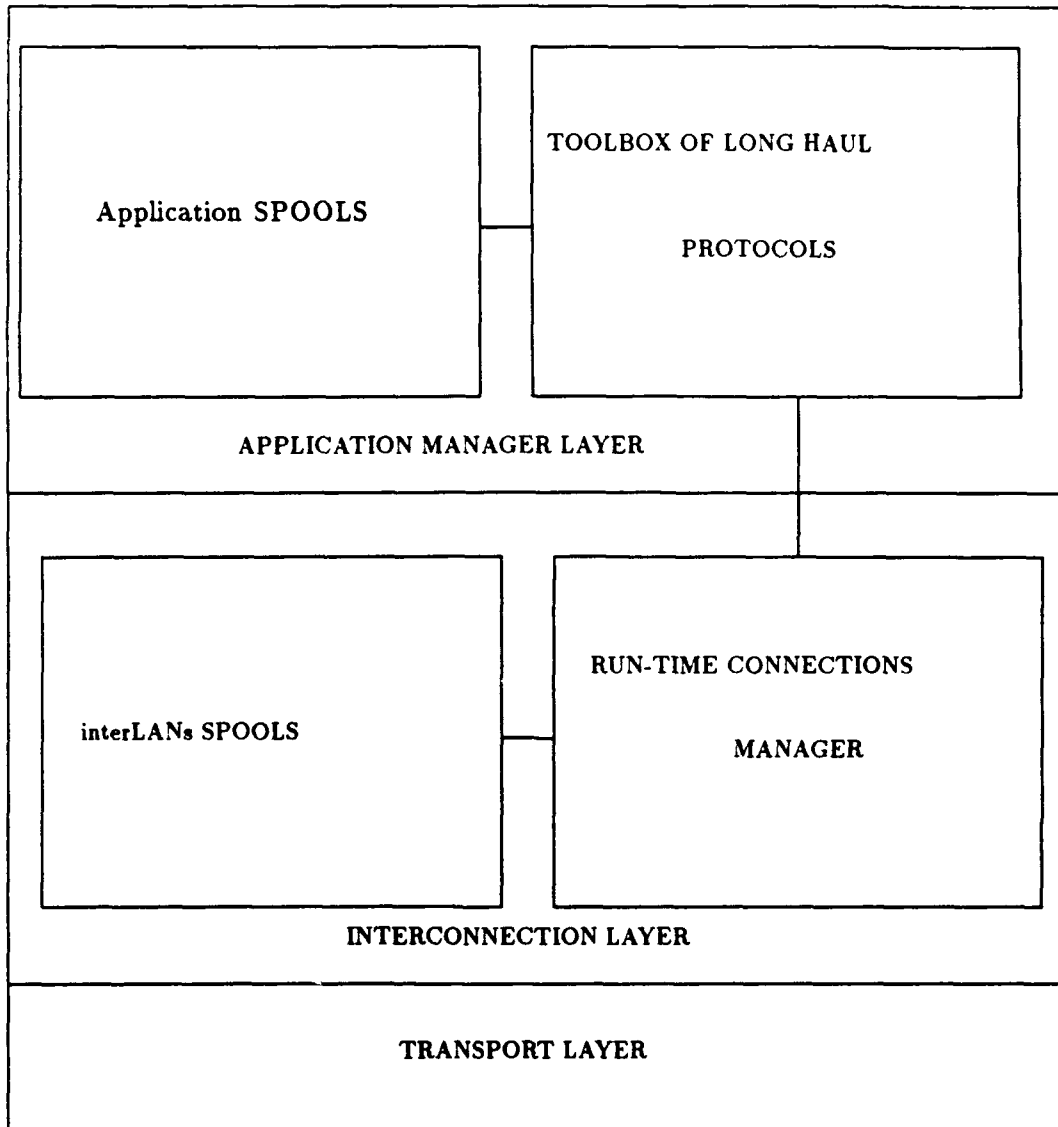 TOOLBOX OF LONG HAUL
Application SPOOLS
PROTOCOLS
APPLICATION MANAGER LAYER
RUN-TIME CONNECTIONS
interLANs SPOOLS
MANAGER
INTERCONNECTION LAYER
TRANSPORT LAYER